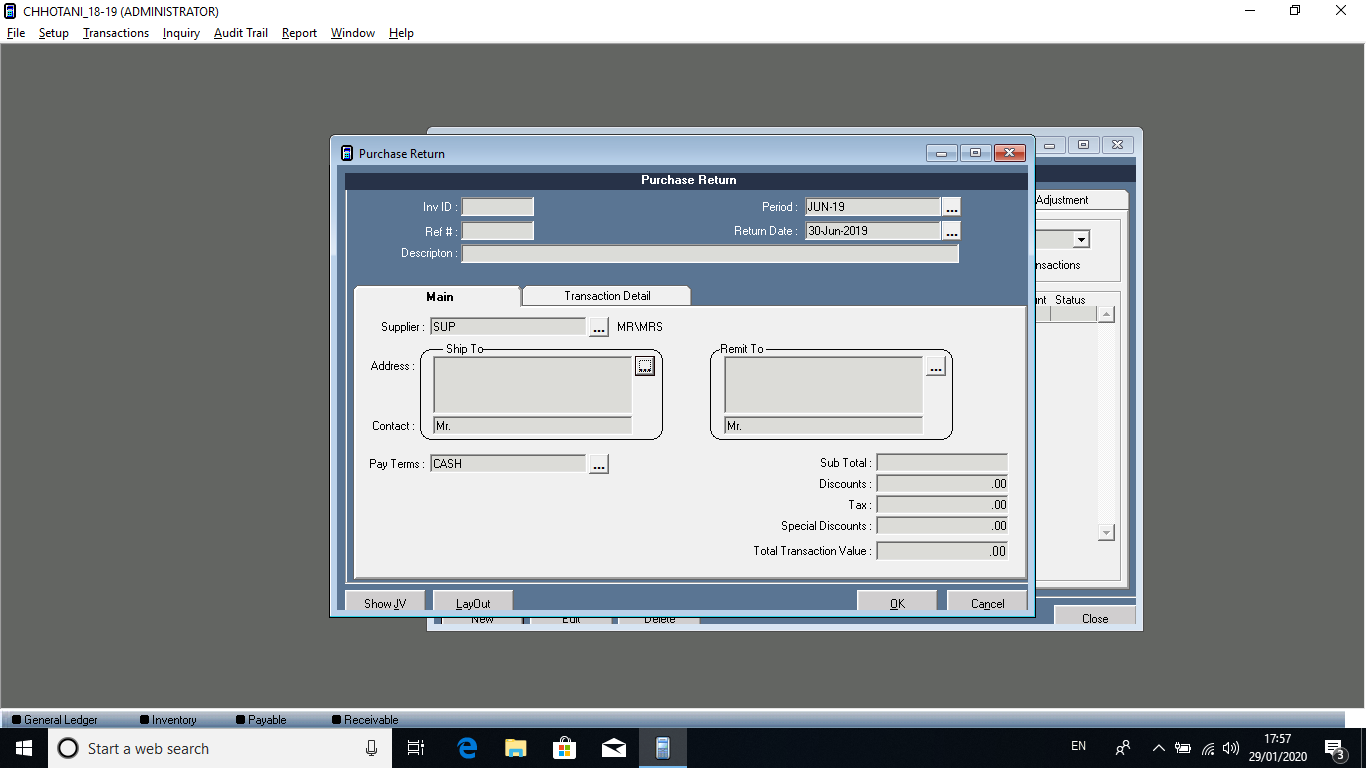 CHHOTANI_18-19 (ADMINISTRATOR)
File Setup Transactions Inquiry Audit Trail Report Window Help
Purchase Return
Purchase Return
Inv ID :
Period : JUN-19 ...
Ref # :
Return Date : 30-Jun-2019 ...
Descripton :
Adjustment
nsactions
nt Status
Main Transaction Detail
Supplier : SUP ... MR\MRS
Ship To
Remit To
Address :
...
...
Contact : Mr.
Mr.
Pay Terms : CASH ...
Sub Total :
Discounts : .00
Tax : .00
Special Discounts : .00
Total Transaction Value : .00
Show JV LayOut OK Cancel
New Edit Delete Close
General Ledger Inventory Payable Receivable
Start a web search
EN
17:57
29/01/2020
3